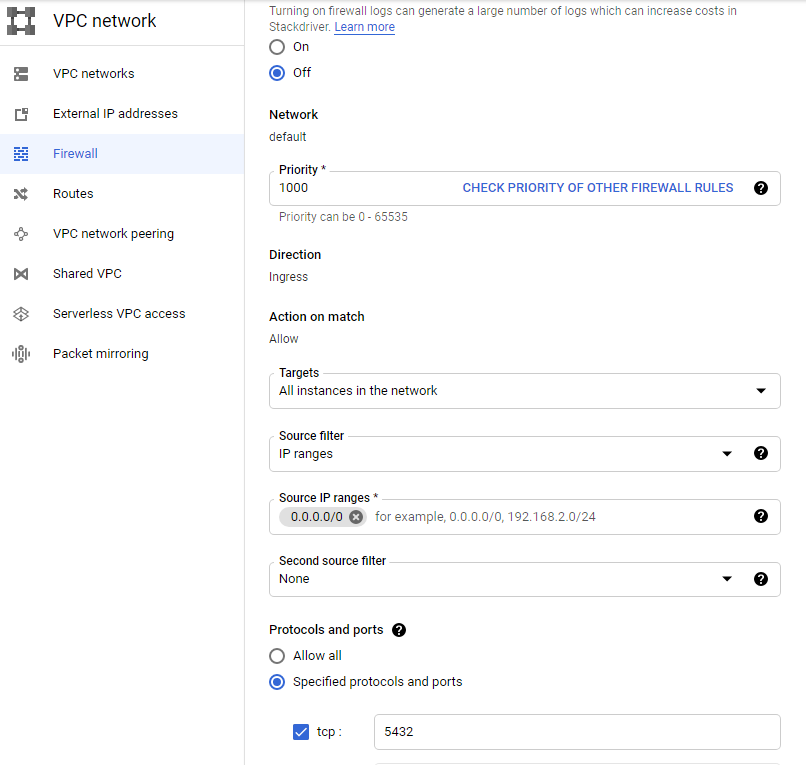 VPC network
VPC networks
External IP addresses
Firewall
Routes
VPC network peering
Shared VPC
Serverless VPC access
Packet mirroring
Turning on firewall logs can generate a large number of logs which can increase costs in
Stackdriver. Learn more
On
Off
Network
default
Priority *
1000 CHECK PRIORITY OF OTHER FIREWALL RULES ?
Priority can be 0 - 65535
Direction
Ingress
Action on match
Allow
Targets
All instances in the network
Source filter
IP ranges ?
Source IP ranges *
0.0.0.0/0 for example, 0.0.0.0/0, 192.168.2.0/24 ?
Second source filter
None ?
Protocols and ports ?
Allow all
Specified protocols and ports
tcp : 5432